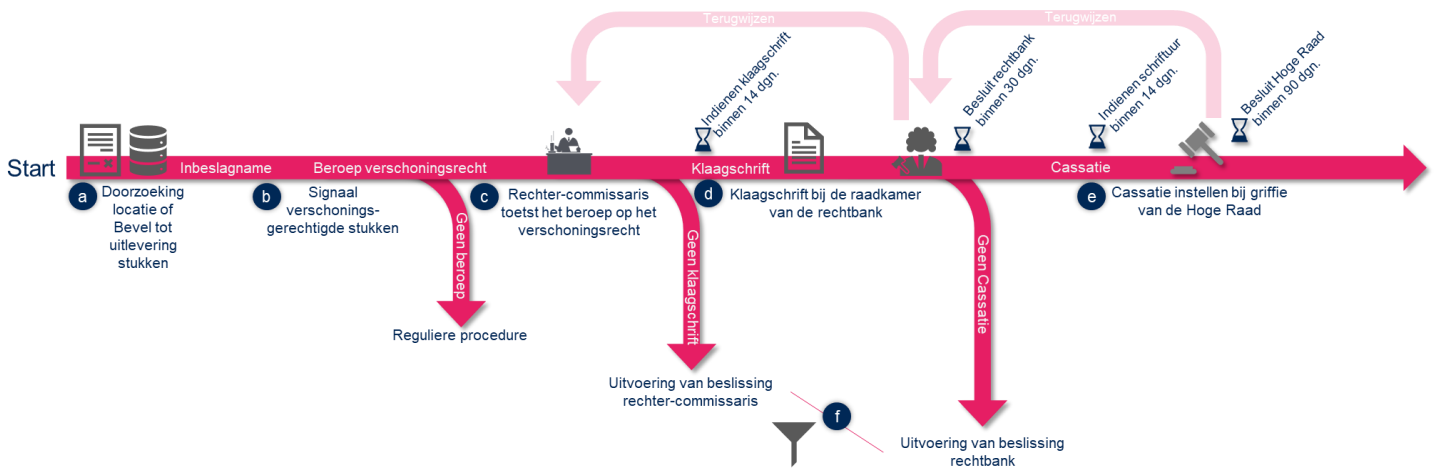 Terugwijzen
Terugwijzen
Indienen klaagschrift
binnen 14 dgn.
Besluit rechtbank
binnen 30 dgn.
Indienen schriftuur
binnen 14 dgn.
Besluit Hoge Raad
binnen 90 dgn.
Start
Inbeslagname
Beroep verschoningsrecht
Klaagschrift
Cassatie
a
Doorzoeking
locatie of
Bevel tot
uitlevering
stukken
b
Signaal
verschonings-
gerechtigde stukken
c
Rechter-commissaris
toetst het beroep op het
verschoningsrecht
d
Klaagschrift bij de raadkamer
van de rechtbank
e
Cassatie instellen bij griffie
van de Hoge Raad
Geen beroep
Geen klaagschrift
Geen Cassatie
Reguliere procedure
Uitvoering van beslissing
rechter-commissaris
f
Uitvoering van beslissing
rechtbank